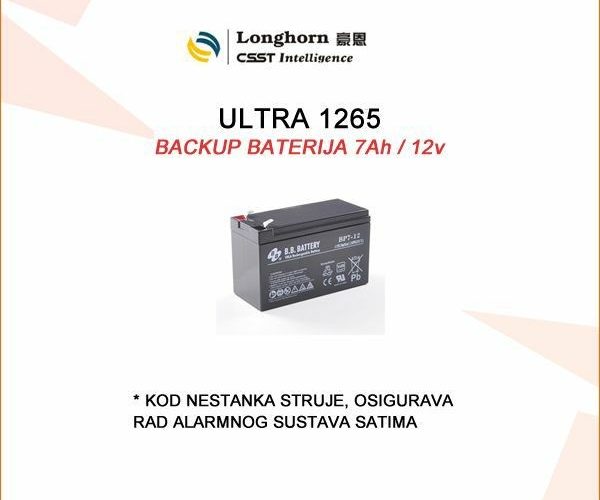 Longhorn 豪恩
CSST Intelligence
ULTRA 1265
BACKUP BATERIJA 7Ah / 12v
BP7-12
B.B. BATTERY
Pb
* KOD NESTANKA STRUJE, OSIGURAVA
RAD ALARMNOG SUSTAVA SATIMA